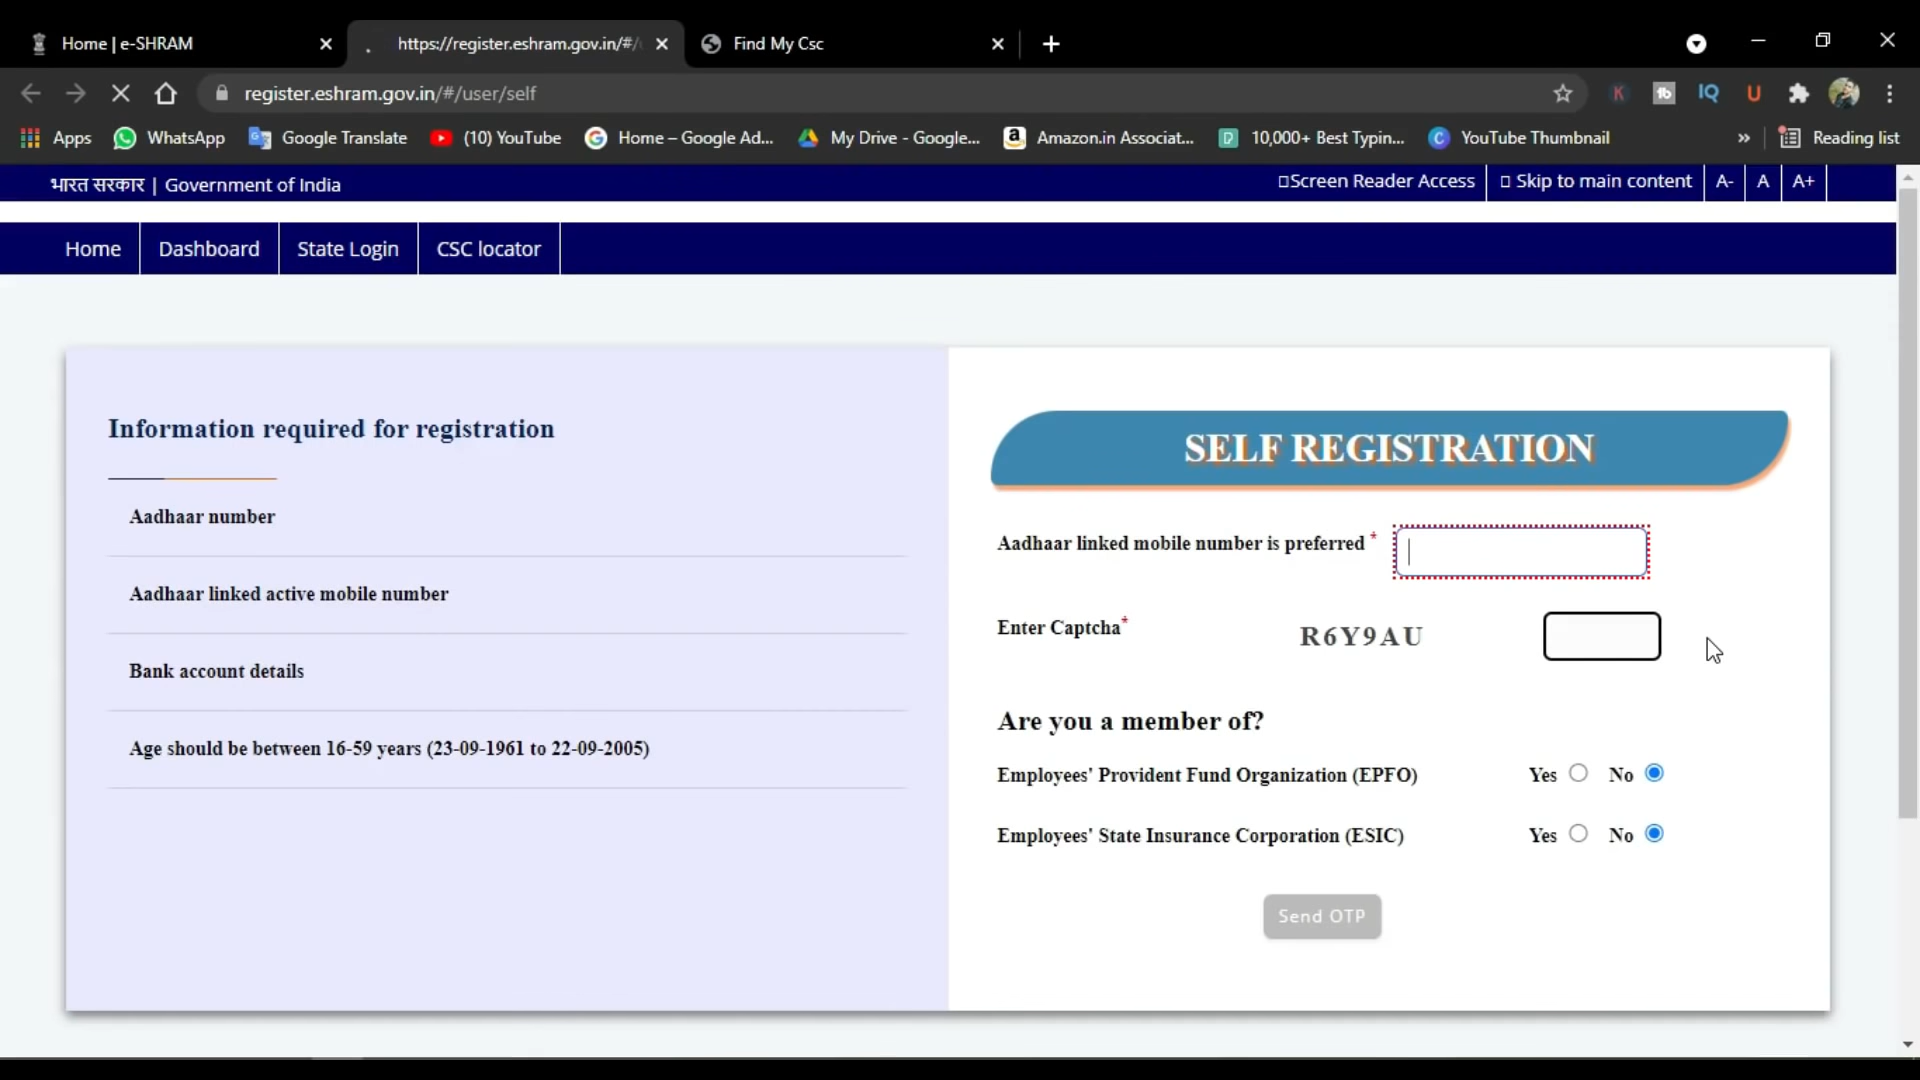 Home | e-SHRAM
https://register.eshram.gov.in/#/
Find My Csc
register.eshram.gov.in/#/user/self
Apps
WhatsApp
Google Translate
(10) YouTube
Home – Google Ad...
My Drive - Google...
Amazon.in Associat...
10,000+ Best Typin...
YouTube Thumbnail
»
Reading list
भारत सरकार | Government of India
Screen Reader Access
Skip to main content
A-
A
A+
Home
Dashboard
State Login
CSC locator
Information required for registration
Aadhaar number
Aadhaar linked active mobile number
Bank account details
Age should be between 16-59 years (23-09-1961 to 22-09-2005)
SELF REGISTRATION
Aadhaar linked mobile number is preferred *
Enter Captcha*
R6Y9AU
Are you a member of?
Employees' Provident Fund Organization (EPFO) Yes No
Employees' State Insurance Corporation (ESIC) Yes No
Send OTP